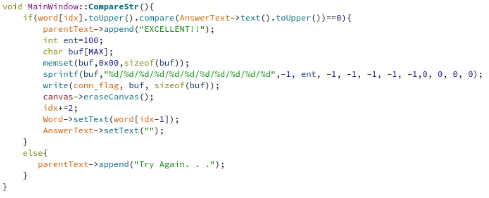 void MainWindow::CompareStr(){
if(word[idx].toUpper().compare(AnswerText->text().toUpper())==0){
parentText->append("EXCELLENT!!");
int ent=100;
char buf[MAX];
memset(buf,0x00,sizeof(buf));
sprintf(buf,"%d/%d/%d/%d/%d/%d/%d/%d/%d/%d/%d",-1, ent, -1, -1, -1, -1, -1,0, 0, 0, 0);
write(conn_flag, buf, sizeof(buf));
canvas->eraseCanvas();
idx+=2;
Word->setText(word[idx-1]);
AnswerText->setText("");
}
else{
parentText->append("Try Again. . .");
}
}